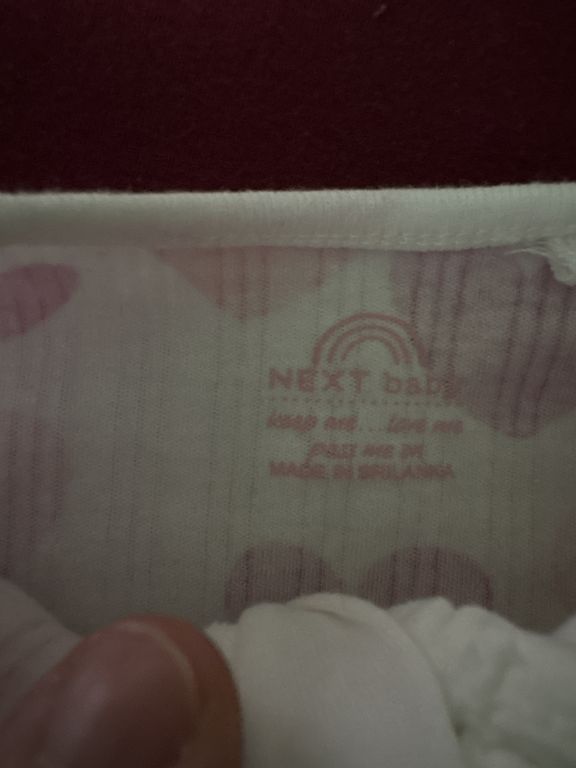 NEXT baby
keep me... love me
pass me on
MADE IN SRI LANKA